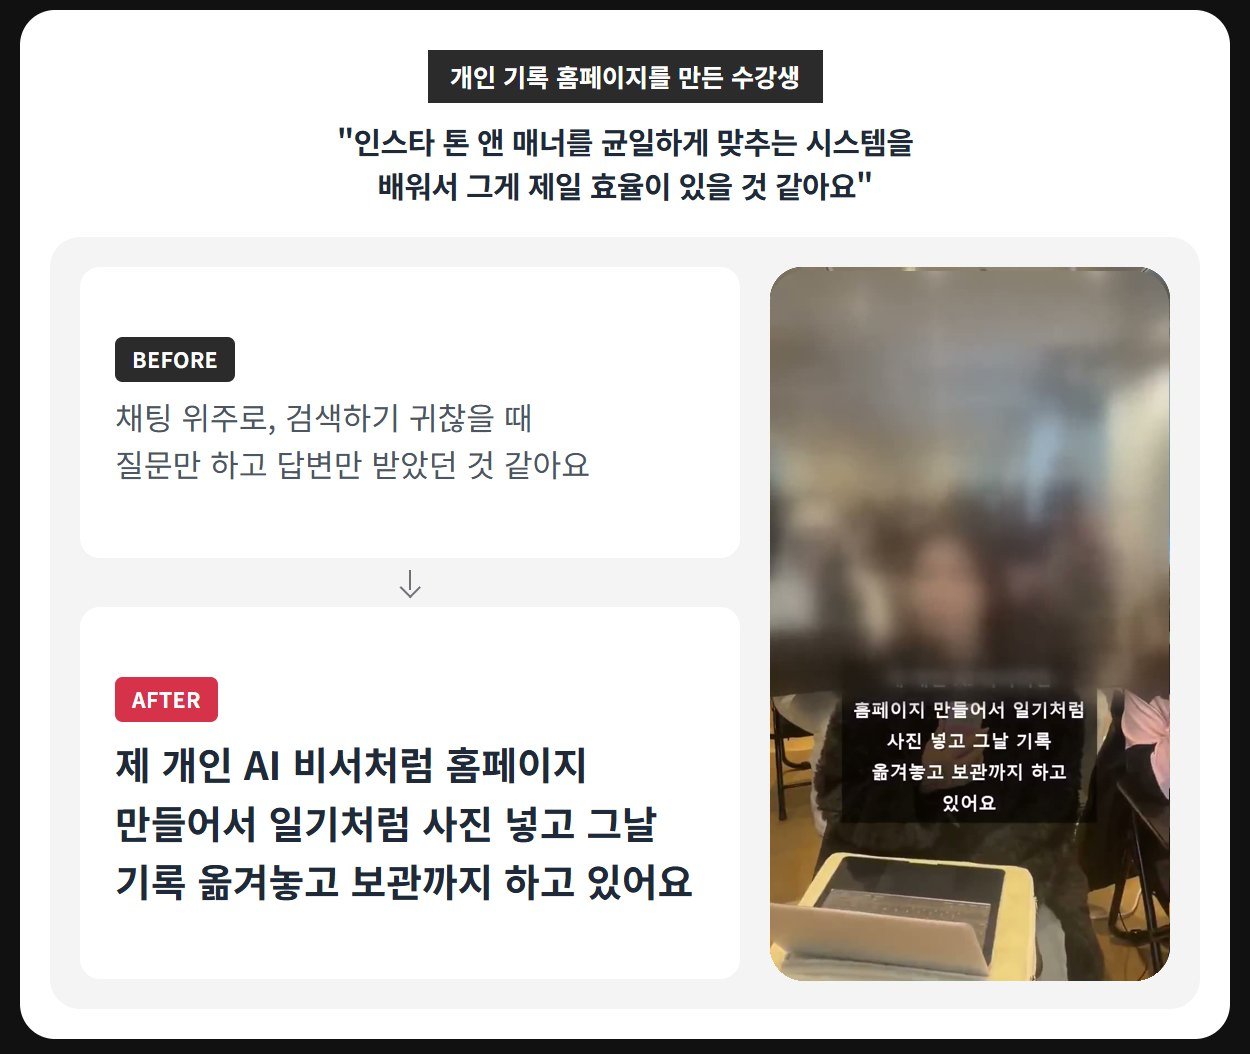 개인 기록 홈페이지를 만든 수강생
"인스타 톤 앤 매너를 균일하게 맞추는 시스템을
배워서 그게 제일 효율이 있을 것 같아요"
BEFORE
채팅 위주로, 검색하기 귀찮을 때
질문만 하고 답변만 받았던 것 같아요
AFTER
제 개인 AI 비서처럼 홈페이지
만들어서 일기처럼 사진 넣고 그날
기록 옮겨놓고 보관까지 하고 있어요
홈페이지 만들어서 일기처럼
사진 넣고 그날 기록
옮겨놓고 보관까지 하고
있어요